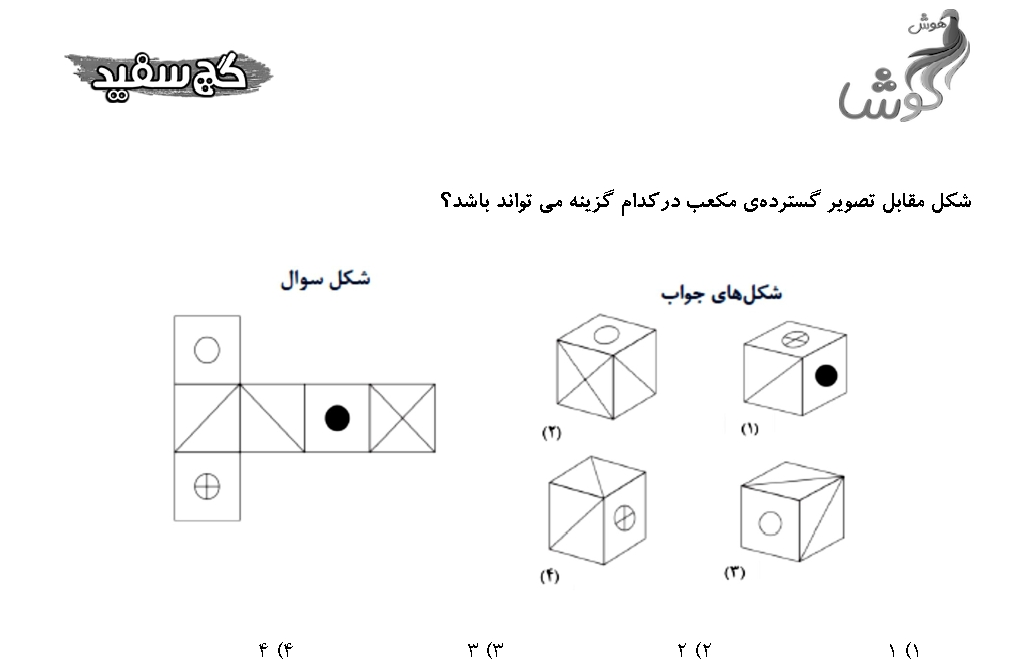 هوش
کوشا
گچ سفید
شکل مقابل تصویر گسترده‌ی مکعب درکدام گزینه می تواند باشد؟
شکل سوال
شکل‌های جواب
(۲)
(۱)
(۴)
(۳)
۱) ۱
۲) ۲
۳) ۳
۴) ۴